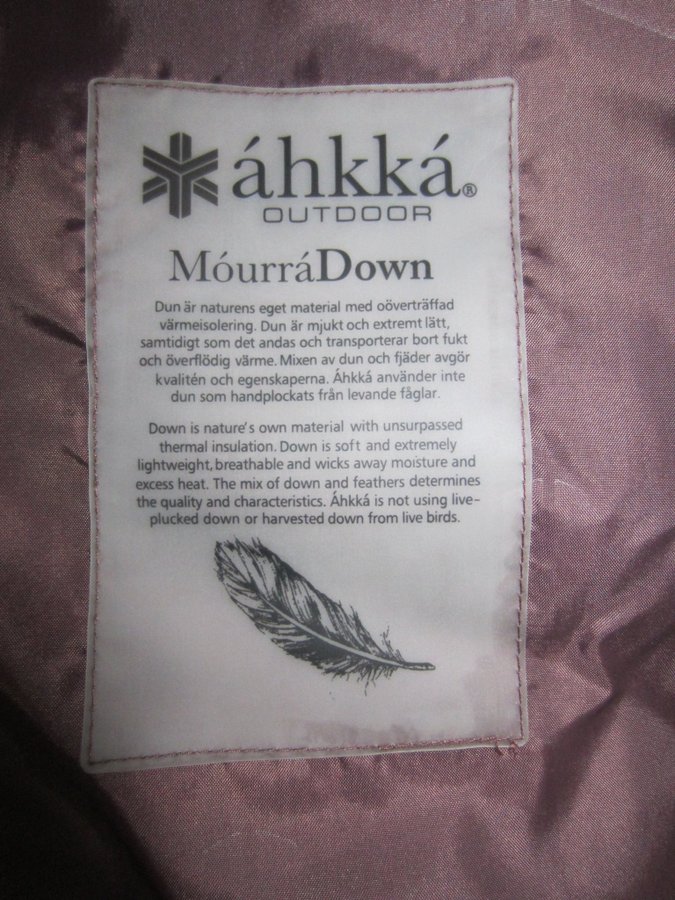 áhkká®
OUTDOOR
MóurráDown
Dun är naturens eget material med oöverträffad
värmeisolering. Dun är mjukt och extremt lätt,
samtidigt som det andas och transporterar bort fukt
och överflödig värme. Mixen av dun och fjäder avgör
kvalitén och egenskaperna. Áhkká använder inte
dun som handplockats från levande fåglar.
Down is nature's own material with unsurpassed
thermal insulation. Down is soft and extremely
lightweight, breathable and wicks away moisture and
excess heat. The mix of down and feathers determines
the quality and characteristics. Áhkká is not using live-
plucked down or harvested down from live birds.